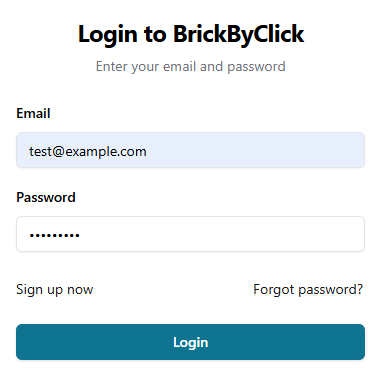 Login to BrickByClick
Enter your email and password
Email
test@example.com
Password
•••••••••
Sign up now Forgot password?
Login